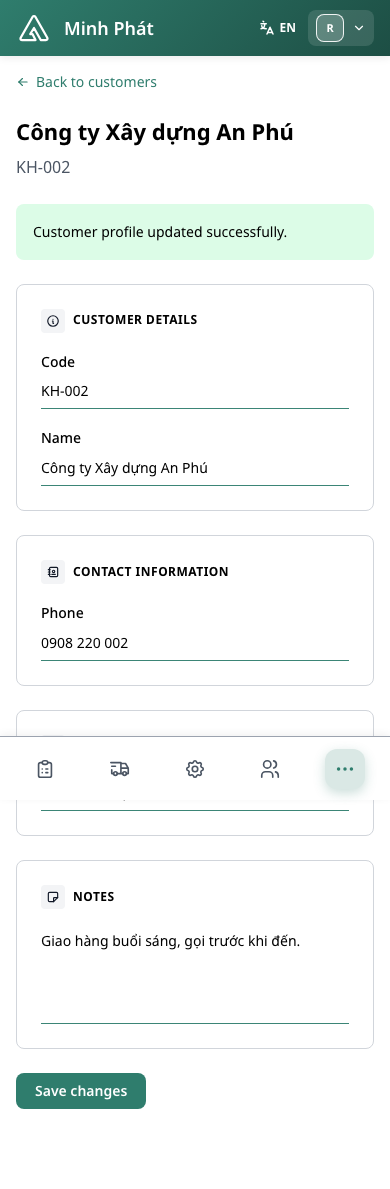 Minh Phát
EN
R
Back to customers
Công ty Xây dựng An Phú
KH-002
Customer profile updated successfully.
CUSTOMER DETAILS
Code
KH-002
Name
Công ty Xây dựng An Phú
CONTACT INFORMATION
Phone
0908 220 002
NOTES
Giao hàng buổi sáng, gọi trước khi đến.
Save changes